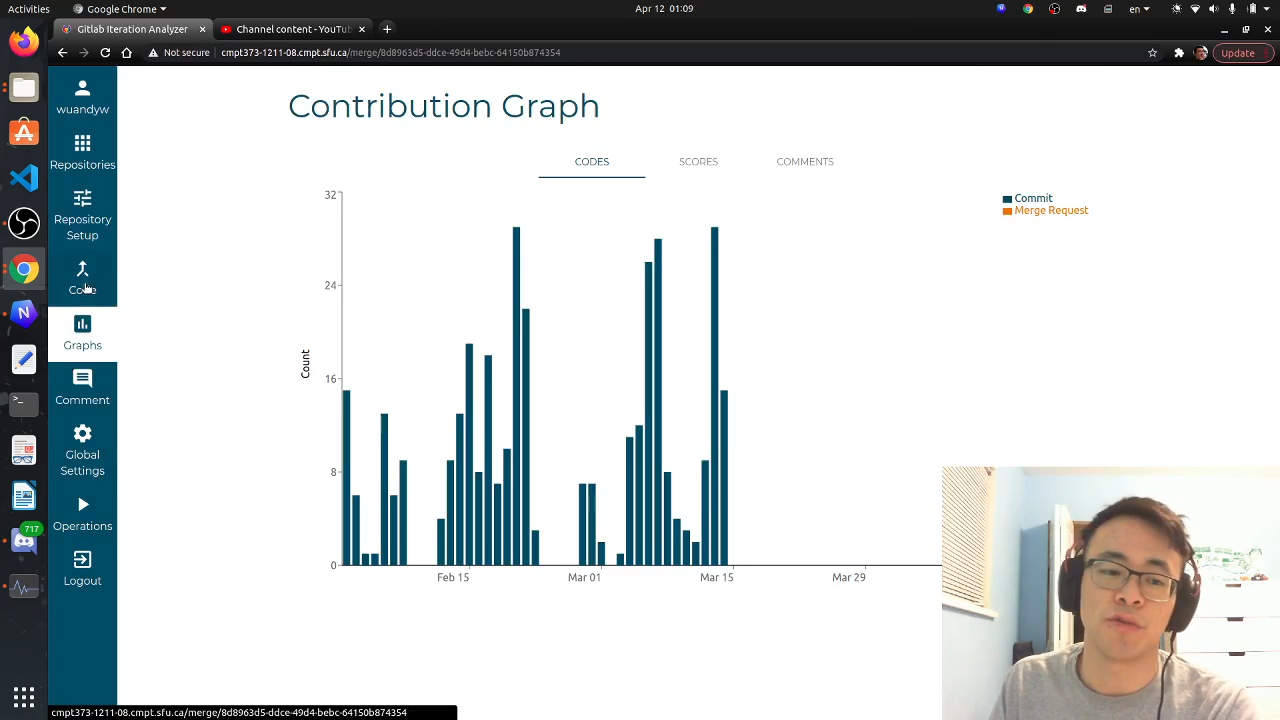 Activities
Google Chrome
Apr 12 01:09
en
Gitlab Iteration Analyzer
Channel content - YouTu
Not secure
cmpt373-1211-08.cmpt.sfu.ca/merge/8d8963d5-ddce-49d4-bebc-64150b874354
Update
wuandyw
Repositories
Repository
Setup
Code
Graphs
Comment
Global
Settings
Operations
Logout
717
Contribution Graph
CODES
SCORES
COMMENTS
Commit
Merge Request
32
24
16
8
0
Count
Feb 15
Mar 01
Mar 15
Mar 29
cmpt373-1211-08.cmpt.sfu.ca/merge/8d8963d5-ddce-49d4-bebc-64150b874354